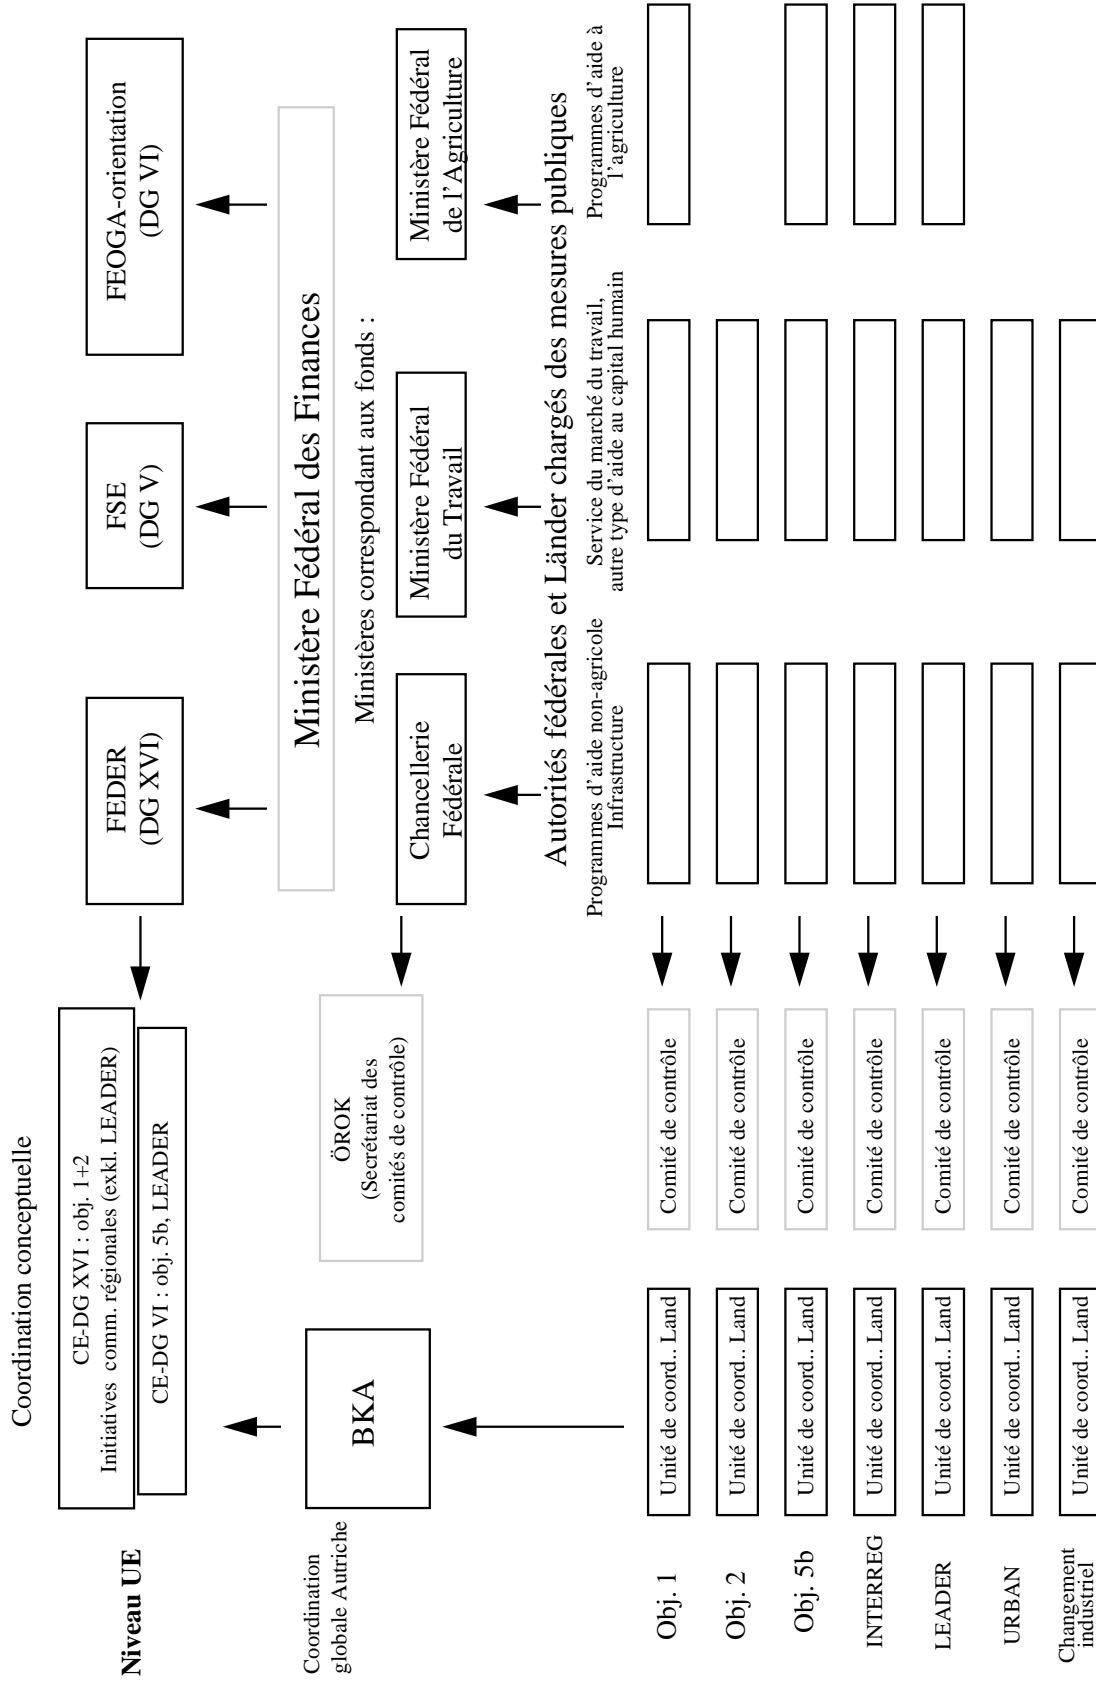 Coordination conceptuelle
Niveau UE
CE-DG XVI : obj. 1+2
Initiatives comm. régionales (exkl. LEADER)
CE-DG VI : obj. 5b, LEADER
FEDER
(DG XVI)
FSE
(DG V)
FEOGA-orientation
(DG VI)
Ministère Fédéral des Finances
Coordination
globale Autriche
BKA
ÖROK
(Secrétariat des
comités de contrôle)
Ministères correspondant aux fonds :
Chancellerie
Fédérale
Ministère Fédéral
du Travail
Ministère Fédéral
de l'Agriculture
Autorités fédérales et Länder chargés des mesures publiques
Programmes d'aide non-agricole
Infrastructure
Service du marché du travail,
autre type d'aide au capital humain
Programmes d'aide à
l'agriculture
Obj. 1
Unité de coord.. Land
Comité de contrôle
Obj. 2
Unité de coord.. Land
Comité de contrôle
Obj. 5b
Unité de coord.. Land
Comité de contrôle
INTERREG
Unité de coord.. Land
Comité de contrôle
LEADER
Unité de coord.. Land
Comité de contrôle
URBAN
Unité de coord.. Land
Comité de contrôle
Changement
industriel
Unité de coord.. Land
Comité de contrôle